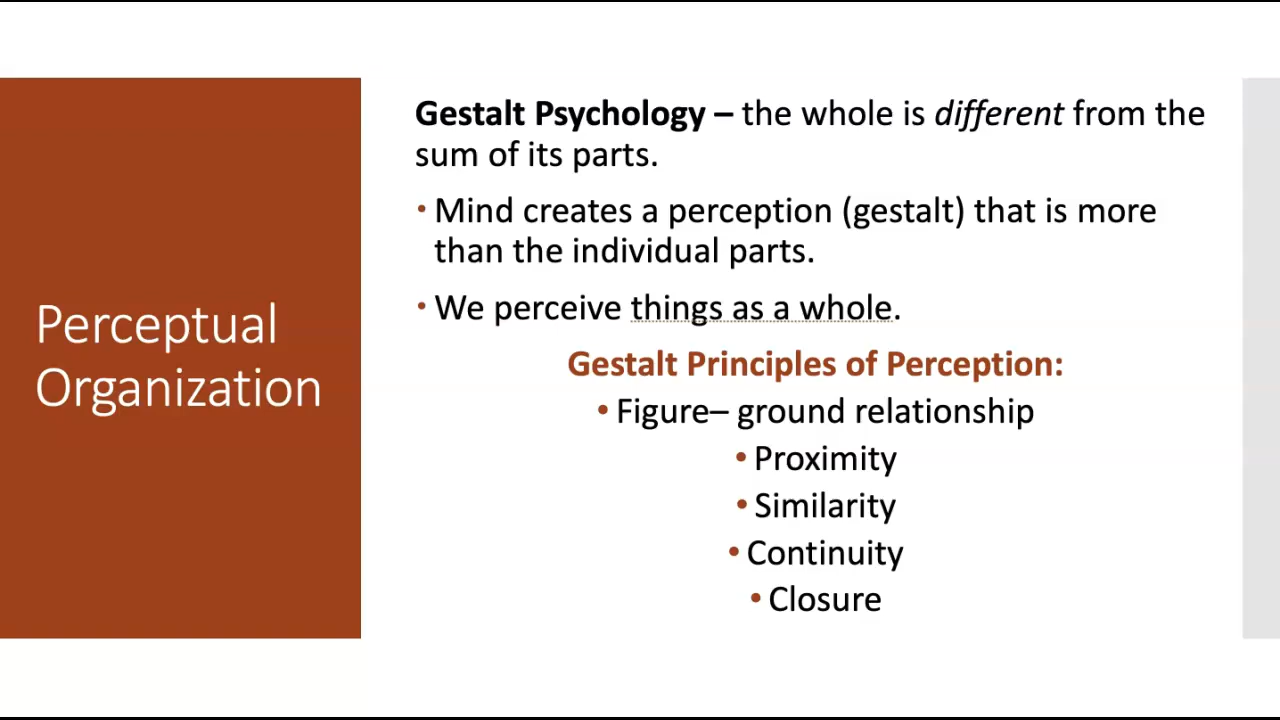 Perceptual
Organization
Gestalt Psychology – the whole is different from the
sum of its parts.
• Mind creates a perception (gestalt) that is more
than the individual parts.
• We perceive things as a whole.
Gestalt Principles of Perception:
• Figure– ground relationship
• Proximity
• Similarity
• Continuity
• Closure